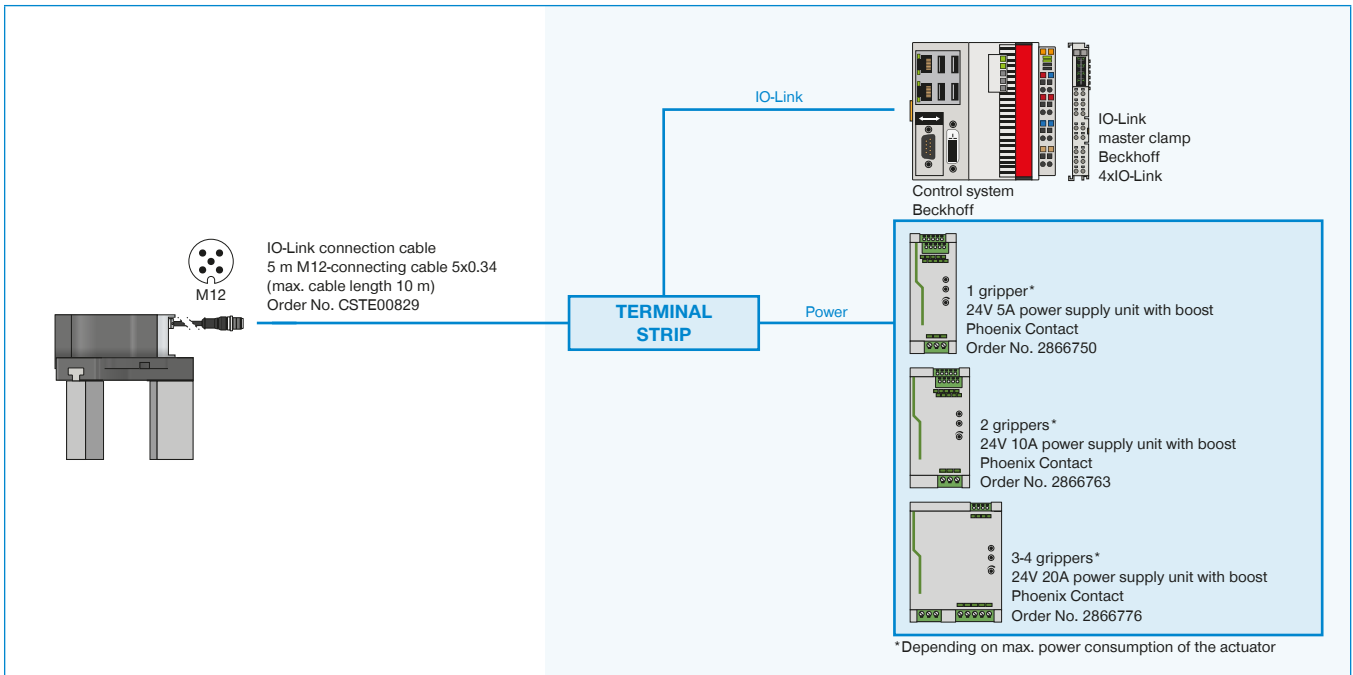 IO-Link
IO-Link
master clamp
Beckhoff
4xIO-Link
Control system
Beckhoff
M12
IO-Link connection cable
5 m M12-connecting cable 5x0.34
(max. cable length 10 m)
Order No. CSTE00829
TERMINAL
STRIP
Power
1 gripper*
24V 5A power supply unit with boost
Phoenix Contact
Order No. 2866750
2 grippers*
24V 10A power supply unit with boost
Phoenix Contact
Order No. 2866763
3-4 grippers*
24V 20A power supply unit with boost
Phoenix Contact
Order No. 2866776
*Depending on max. power consumption of the actuator